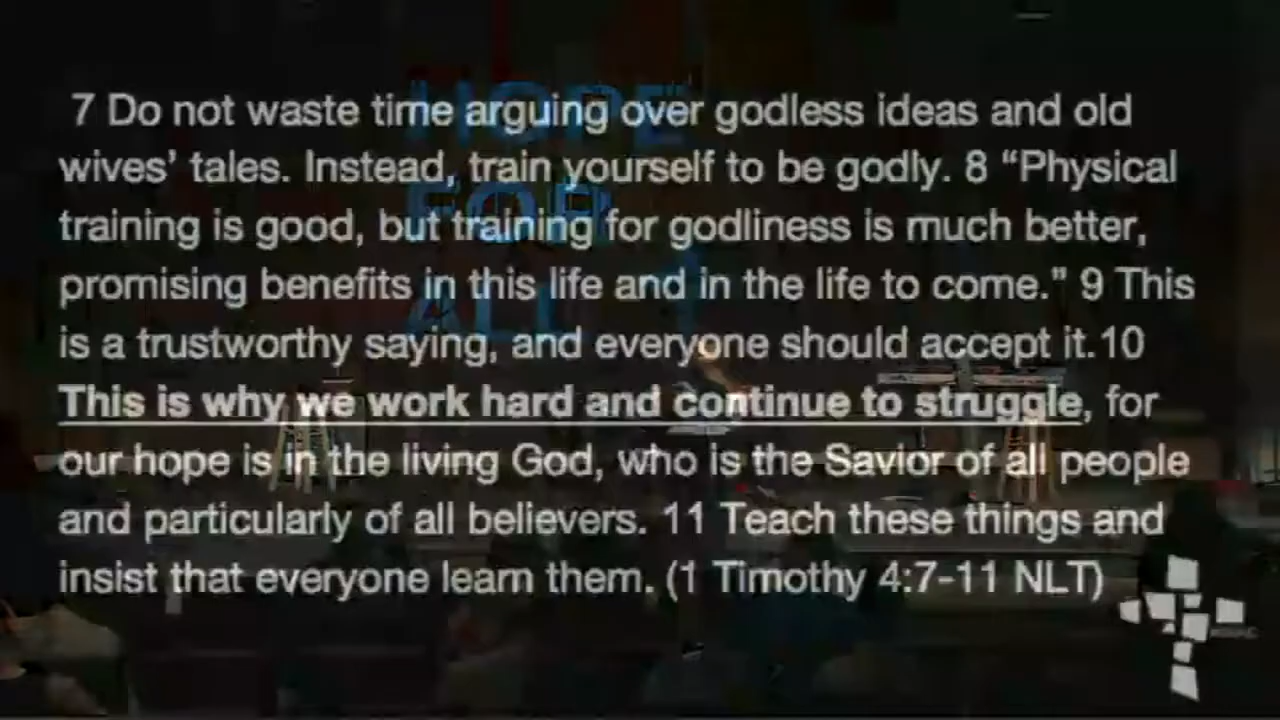 HOPE
FOR
ALL
7 Do not waste time arguing over godless ideas and old
wives’ tales. Instead, train yourself to be godly. 8 “Physical
training is good, but training for godliness is much better,
promising benefits in this life and in the life to come.” 9 This
is a trustworthy saying, and everyone should accept it.10
This is why we work hard and continue to struggle, for
our hope is in the living God, who is the Savior of all people
and particularly of all believers. 11 Teach these things and
insist that everyone learn them. (1 Timothy 4:7-11 NLT)